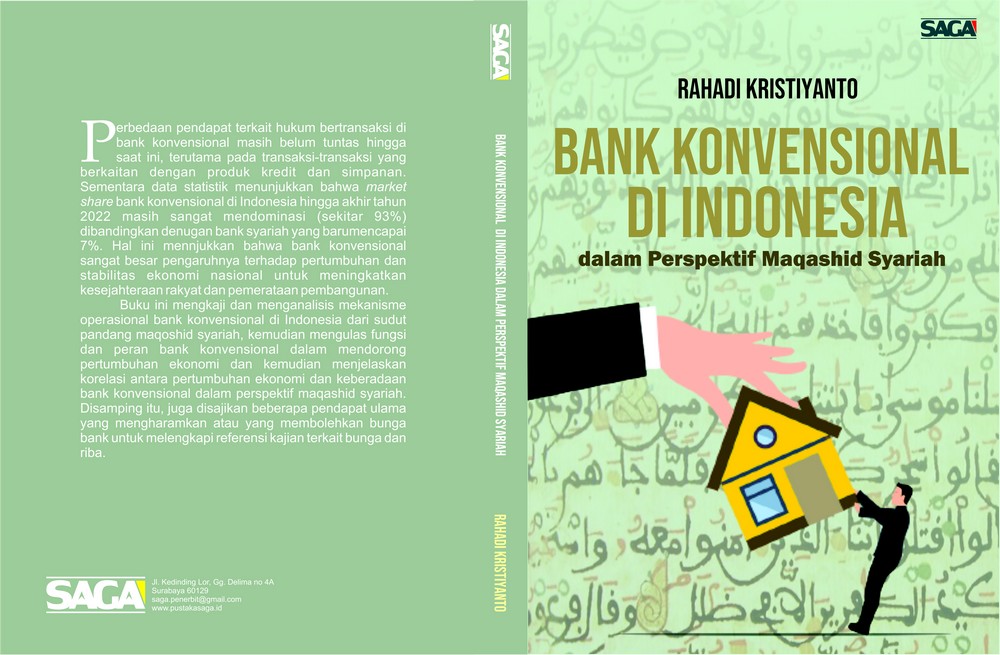 Perbedaan pendapat terkait hukum bertransaksi di
bank konvensional masih belum tuntas hingga
saat ini, terutama pada transaksi-transaksi yang
berkaitan dengan produk kredit dan simpanan.
Sementara data statistik menunjukkan bahwa market
share bank konvensional di Indonesia hingga akhir tahun
2022 masih sangat mendominasi (sekitar 93%)
dibandingkan denugan bank syariah yang barumencapai
7%. Hal ini mennjukkan bahwa bank konvensional
sangat besar pengaruhnya terhadap pertumbuhan dan
stabilitas ekonomi nasional untuk meningkatkan
kesejahteraan rakyat dan pemerataan pembangunan.
Buku ini mengkaji dan menganalisis mekanisme
operasional bank konvensional di Indonesia dari sudut
pandang maqoshid syariah, kemudian mengulas fungsi
dan peran bank konvensional dalam mendorong
pertumbuhan ekonomi dan kemudian menjelaskan
korelasi antara pertumbuhan ekonomi dan keberadaan
bank konvensional dalam perspektif maqashid syariah.
Disamping itu, juga disajikan beberapa pendapat ulama
yang mengharamkan atau yang membolehkan bunga
bank untuk melengkapi referensi kajian terkait bunga dan
riba.
SAGA
Jl. Kedinding Lor, Gg. Delima no 4A
Surabaya 60129
saga.penerbit@gmail.com
www.pustakasaga.id
SAGA
BANK KONVENSIONAL DI INDONESIA DALAM PERSPEKTIF MAQASHID SYARIAH
RAHADI KRISTIYANTO
SAGA
RAHADI KRISTIYANTO
BANK KONVENSIONAL
DI INDONESIA
dalam Perspektif Maqashid Syariah